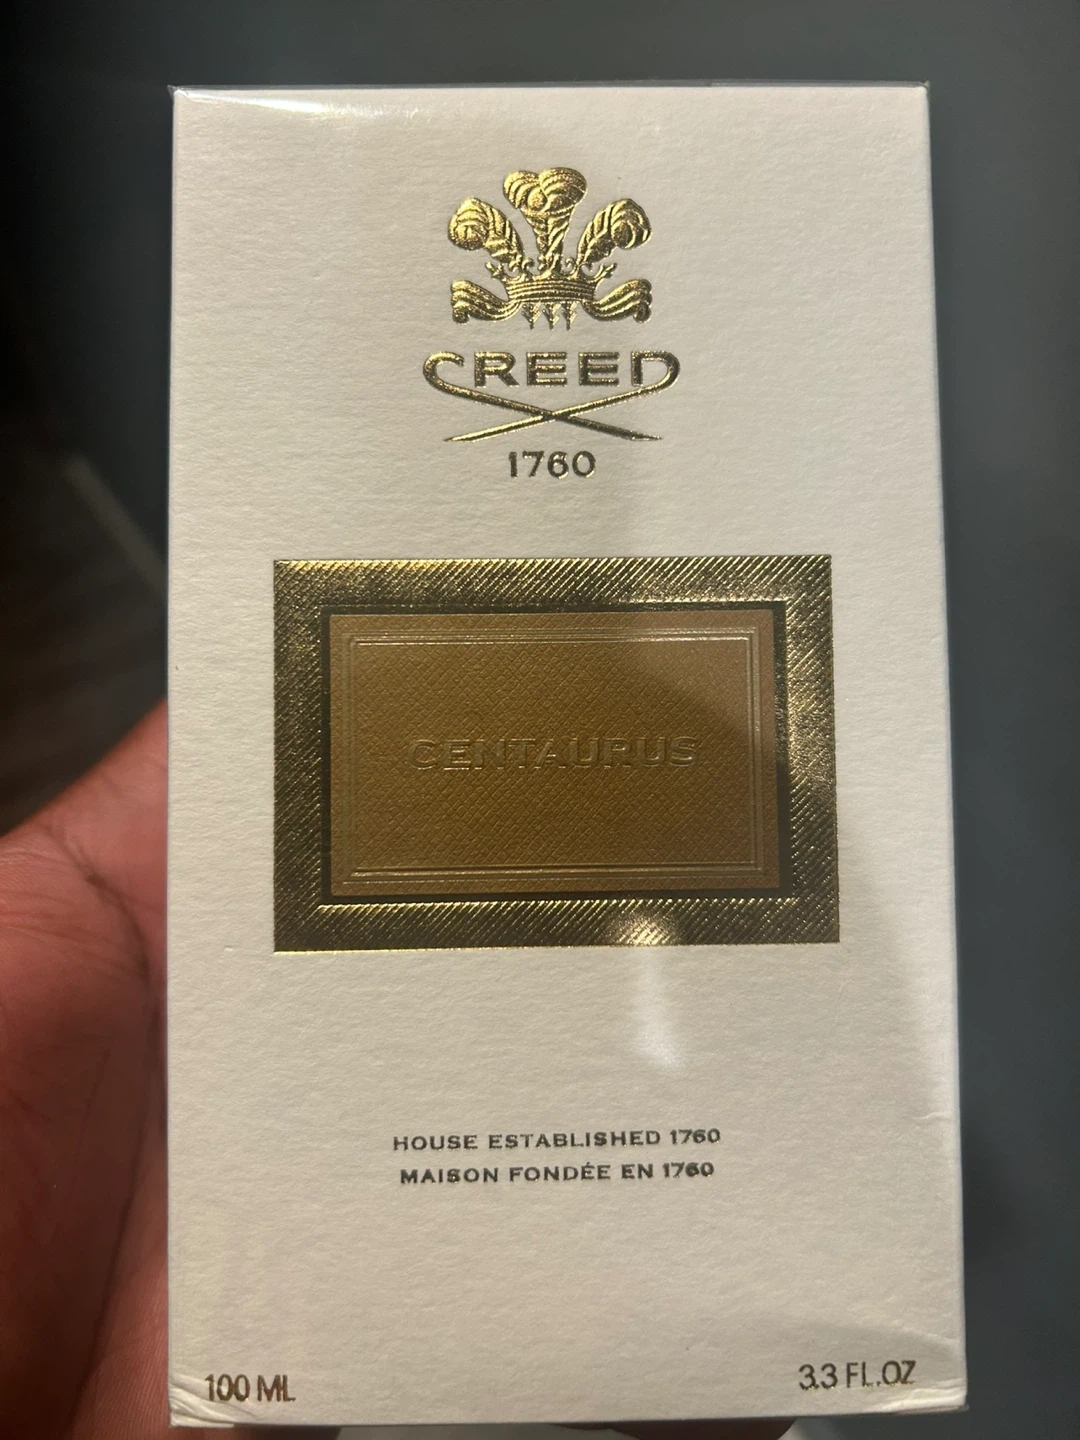 CREED
1760
CENTAURUS
HOUSE ESTABLISHED 1760
MAISON FONDÉE EN 1760
100 ML
3.3 FL.OZ